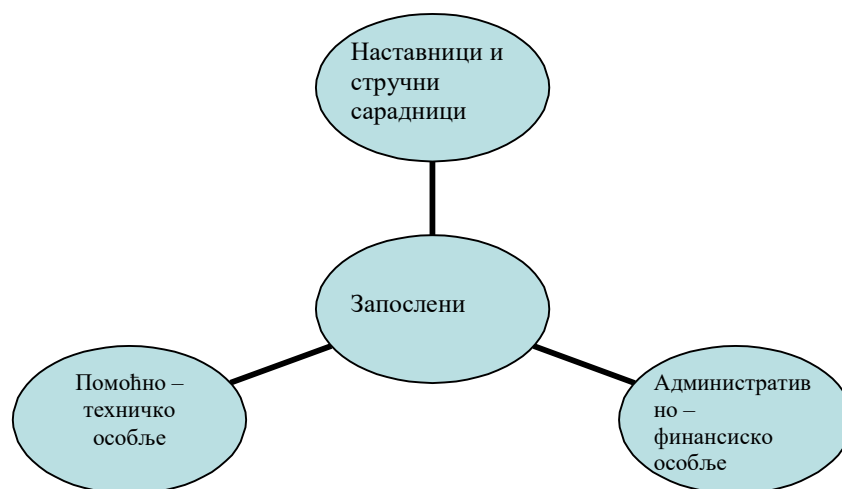 Наставници и
стручни
сарадници
Запослени
Помоћно –
техничко
особље
Административ
но –
финансиско
особље